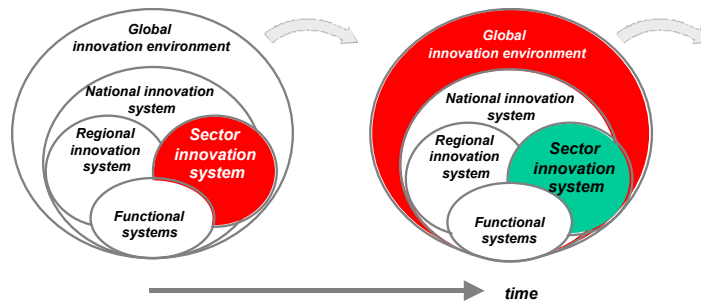 Global
innovation environment
National innovation
system
Regional
innovation
system
Sector
innovation
system
Functional
systems
Global
innovation environment
National innovation
system
Regional
innovation
system
Sector
innovation
system
Functional
systems
time